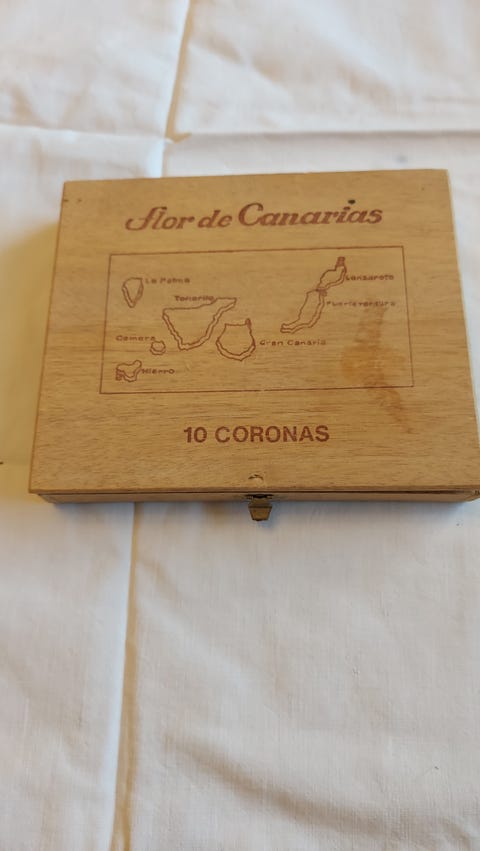 Flor de Canarias
La Palma
Lanzarote
Tenerife
Fuerteventura
Gomera
Gran Canaria
Hierro
10 CORONAS